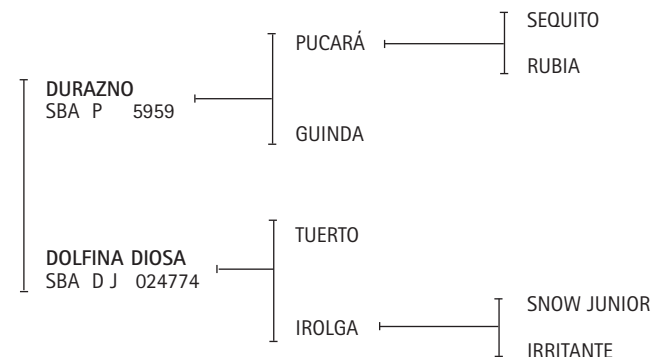 SEQUITO
PUCARÁ
RUBIA
DURAZNO
SBA P 5959
GUINDA
TUERTO
DOLFINA DIOSA
SBA D J 024774
SNOW JUNIOR
IROLGA
IRRITANTE